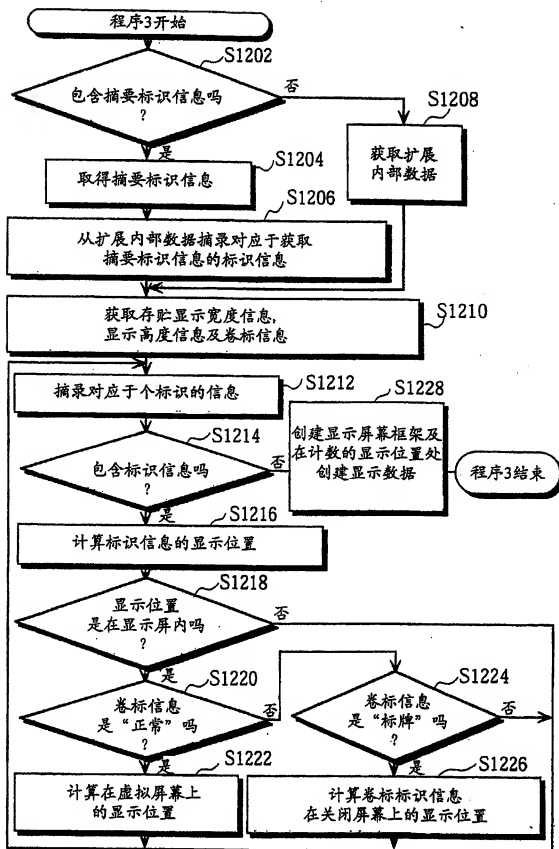 程序3开始
S1202
包含摘要标识信息吗
?
否
S1208
是
S1204
获取扩展
内部数据
取得摘要标识信息
S1206
从扩展内部数据摘录对应于获取
摘要标识信息的标识信息
获取存贮显示宽度信息,
显示高度信息及卷标信息
S1210
摘录对应于个标识的信息
S1212
S1228
S1214
创建显示屏幕框架及
在计数的显示位置处
创建显示数据
包含标识信息吗
?
否
程序3结束
是
S1216
计算标识信息的显示位置
S1218
显示位置
是在显示屏内吗
?
否
是
S1220
S1224
卷标信息
是“正常”吗
?
否
卷标信息
是“标牌”吗
?
否
是
S1222
是
S1226
计算在虚拟屏幕上
的显示位置
计算卷标标识信息
在关闭屏幕上的显示位置